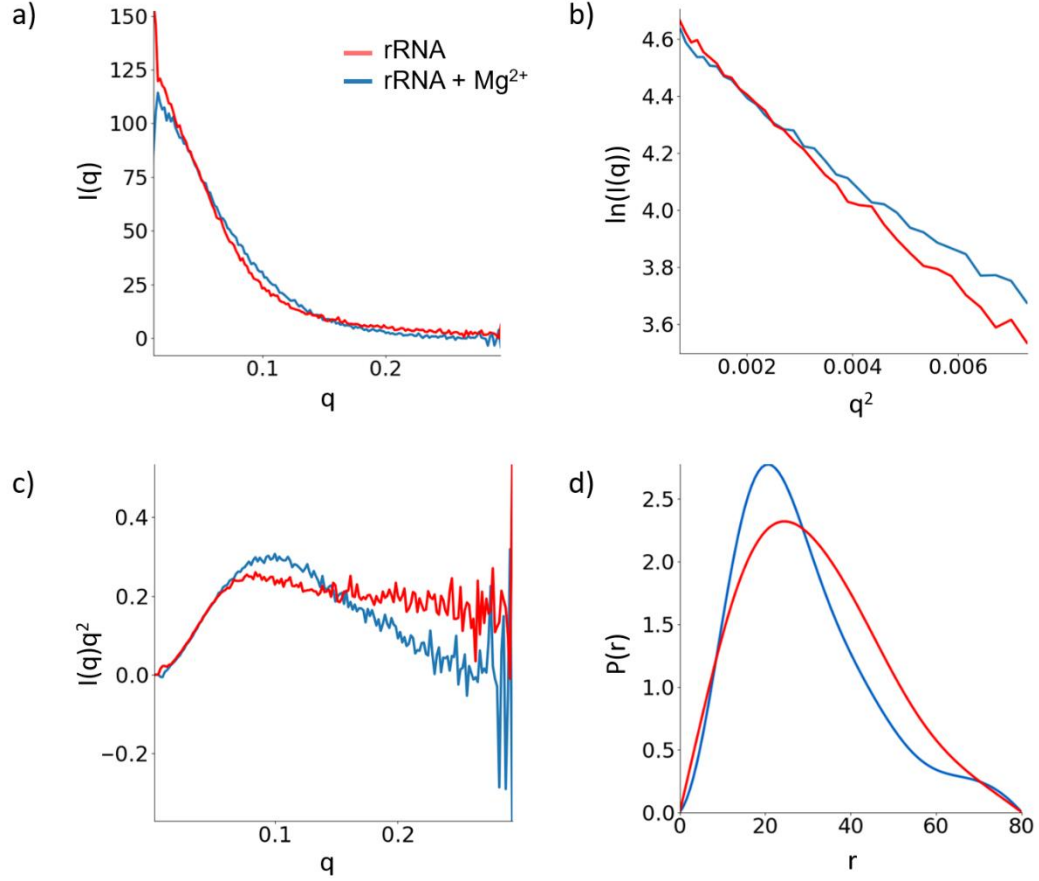 a)
150
125
100
75
50
25
0
I(q)
0.1 0.2
q
rRNA
rRNA + Mg²⁺
b)
4.6
4.4
4.2
4.0
3.8
3.6
ln(I(q))
0.002 0.004 0.006
q²
c)
0.4
0.2
0.0
−0.2
I(q)q²
0.1 0.2
q
d)
2.5
2.0
1.5
1.0
0.5
0.0
P(r)
0 20 40 60 80
r